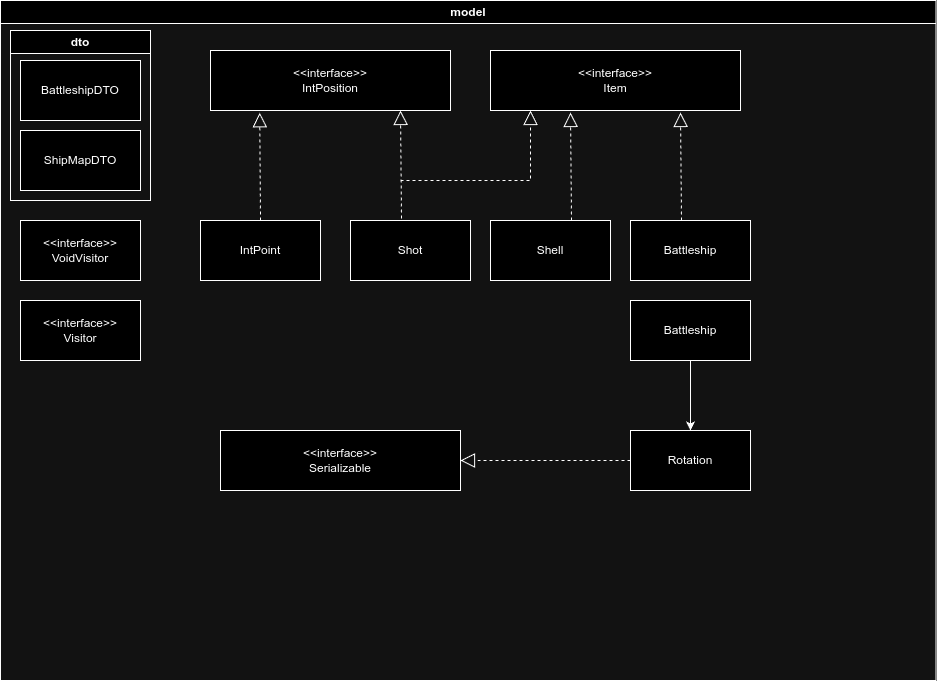 model
dto
BattleshipDTO
ShipMapDTO
<<interface>>
VoidVisitor
<<interface>>
Visitor
<<interface>>
IntPosition
<<interface>>
Item
IntPoint
Shot
Shell
Battleship
Battleship
<<interface>>
Serializable
Rotation